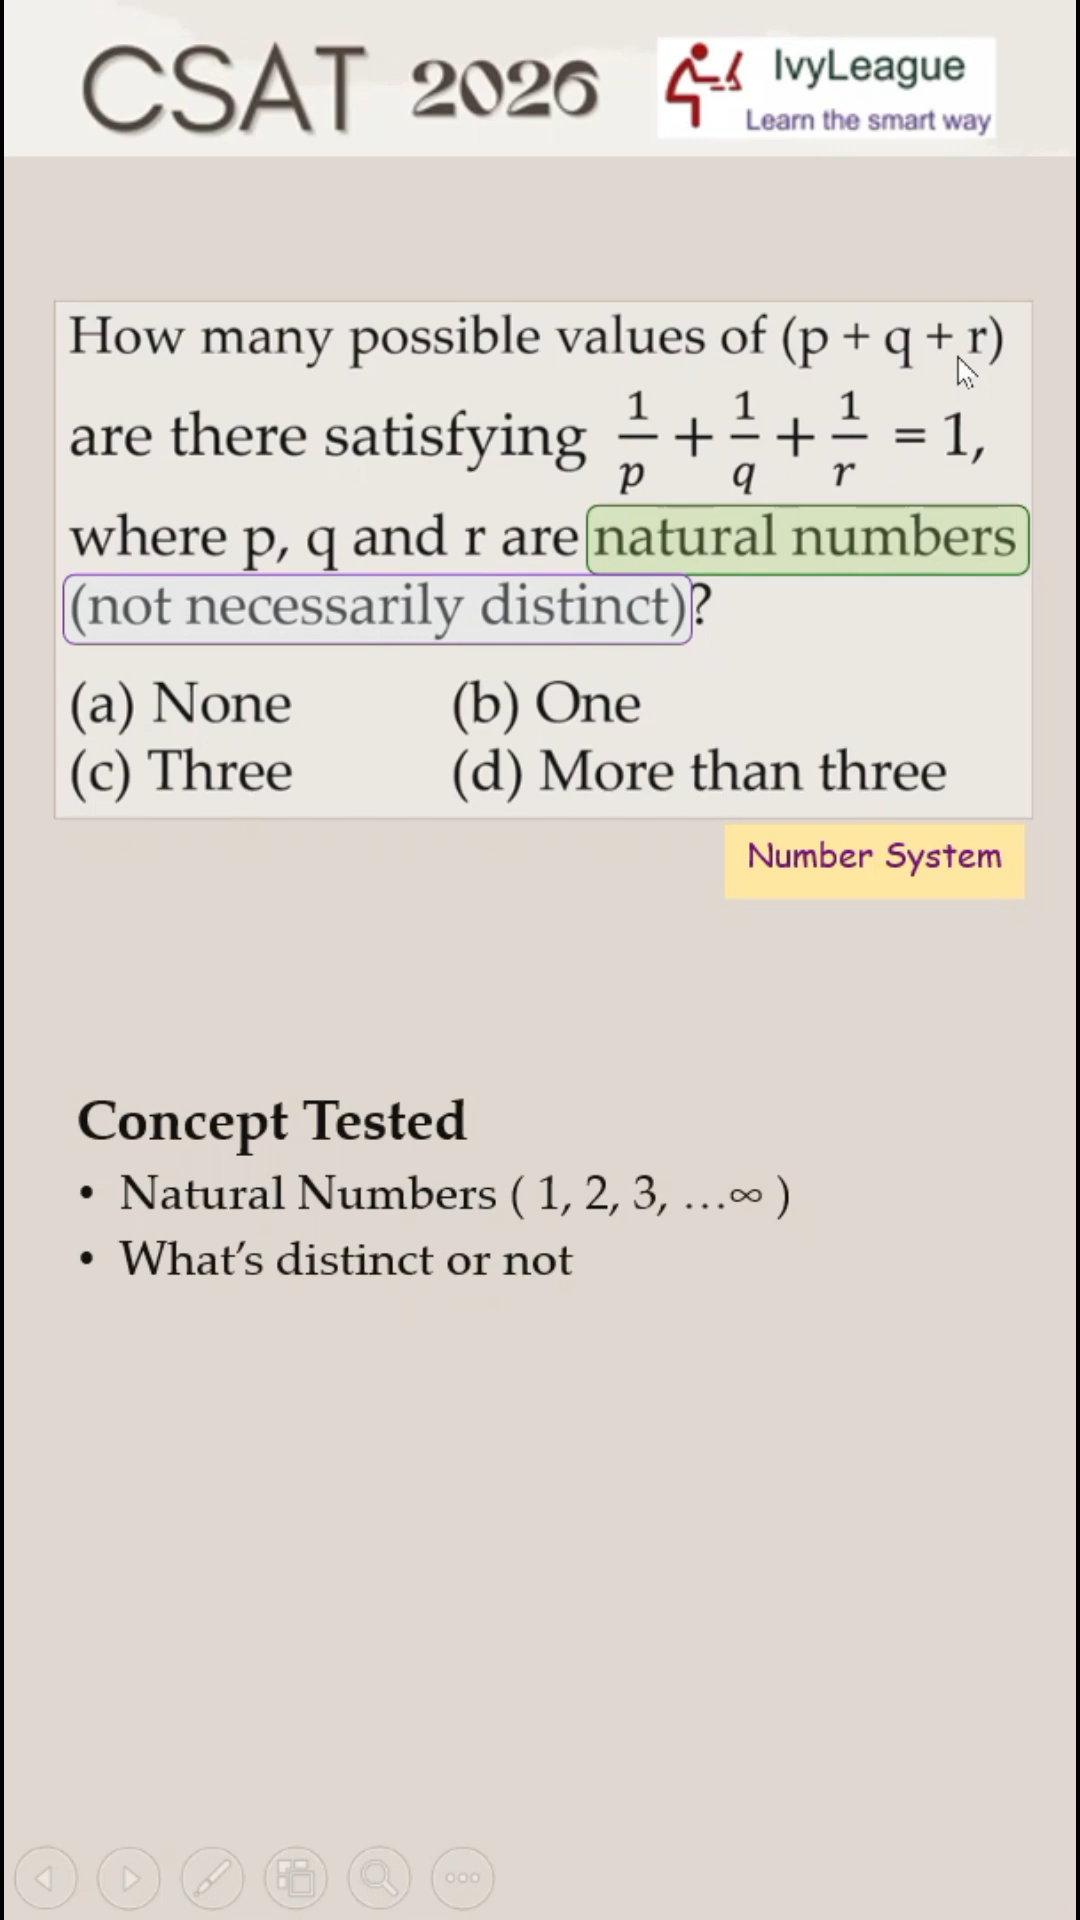 CSAT 2026
IvyLeague
Learn the smart way
How many possible values of (p + q + r)
are there satisfying 1/p + 1/q + 1/r = 1,
where p, q and r are natural numbers
(not necessarily distinct)?
(a) None (b) One
(c) Three (d) More than three
Number System
Concept Tested
• Natural Numbers ( 1, 2, 3, …∞ )
• What's distinct or not